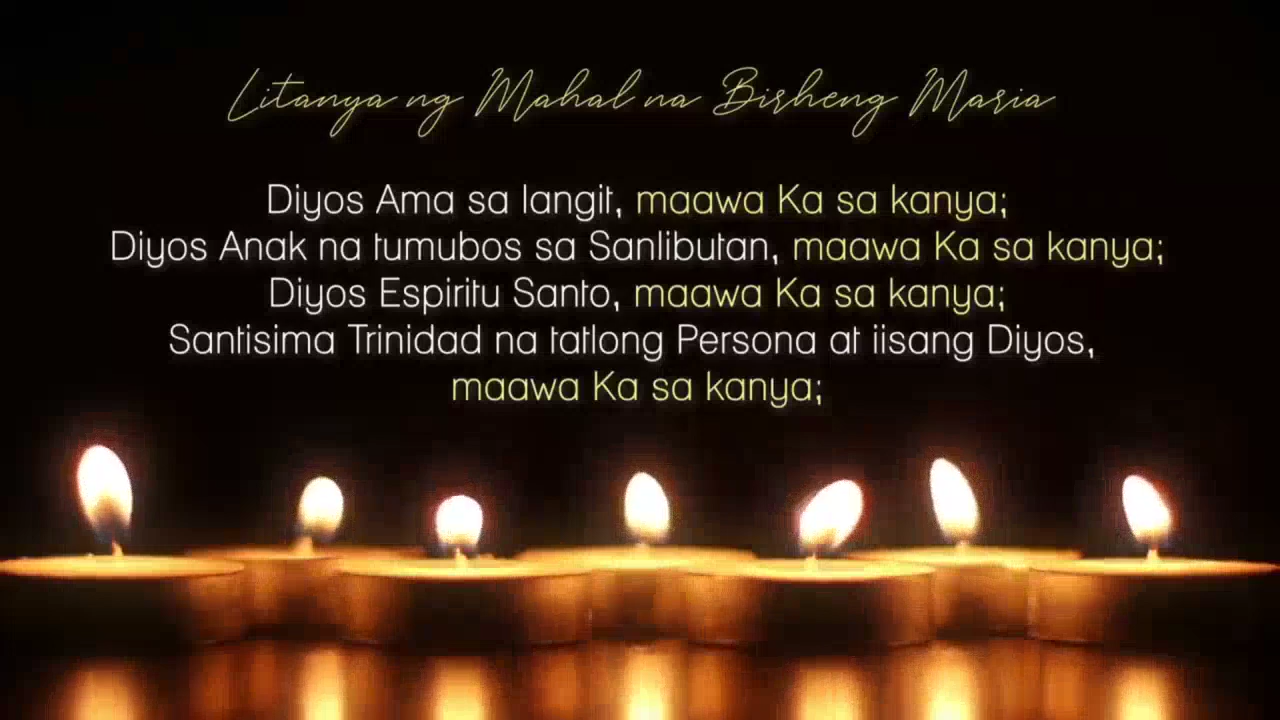 Litanya ng Mahal na Birheng Maria
Diyos Ama sa langit, maawa Ka sa kanya;
Diyos Anak na tumubos sa Sanlibutan, maawa Ka sa kanya;
Diyos Espiritu Santo, maawa Ka sa kanya;
Santisima Trinidad na tatlong Persona at iisang Diyos,
maawa Ka sa kanya;